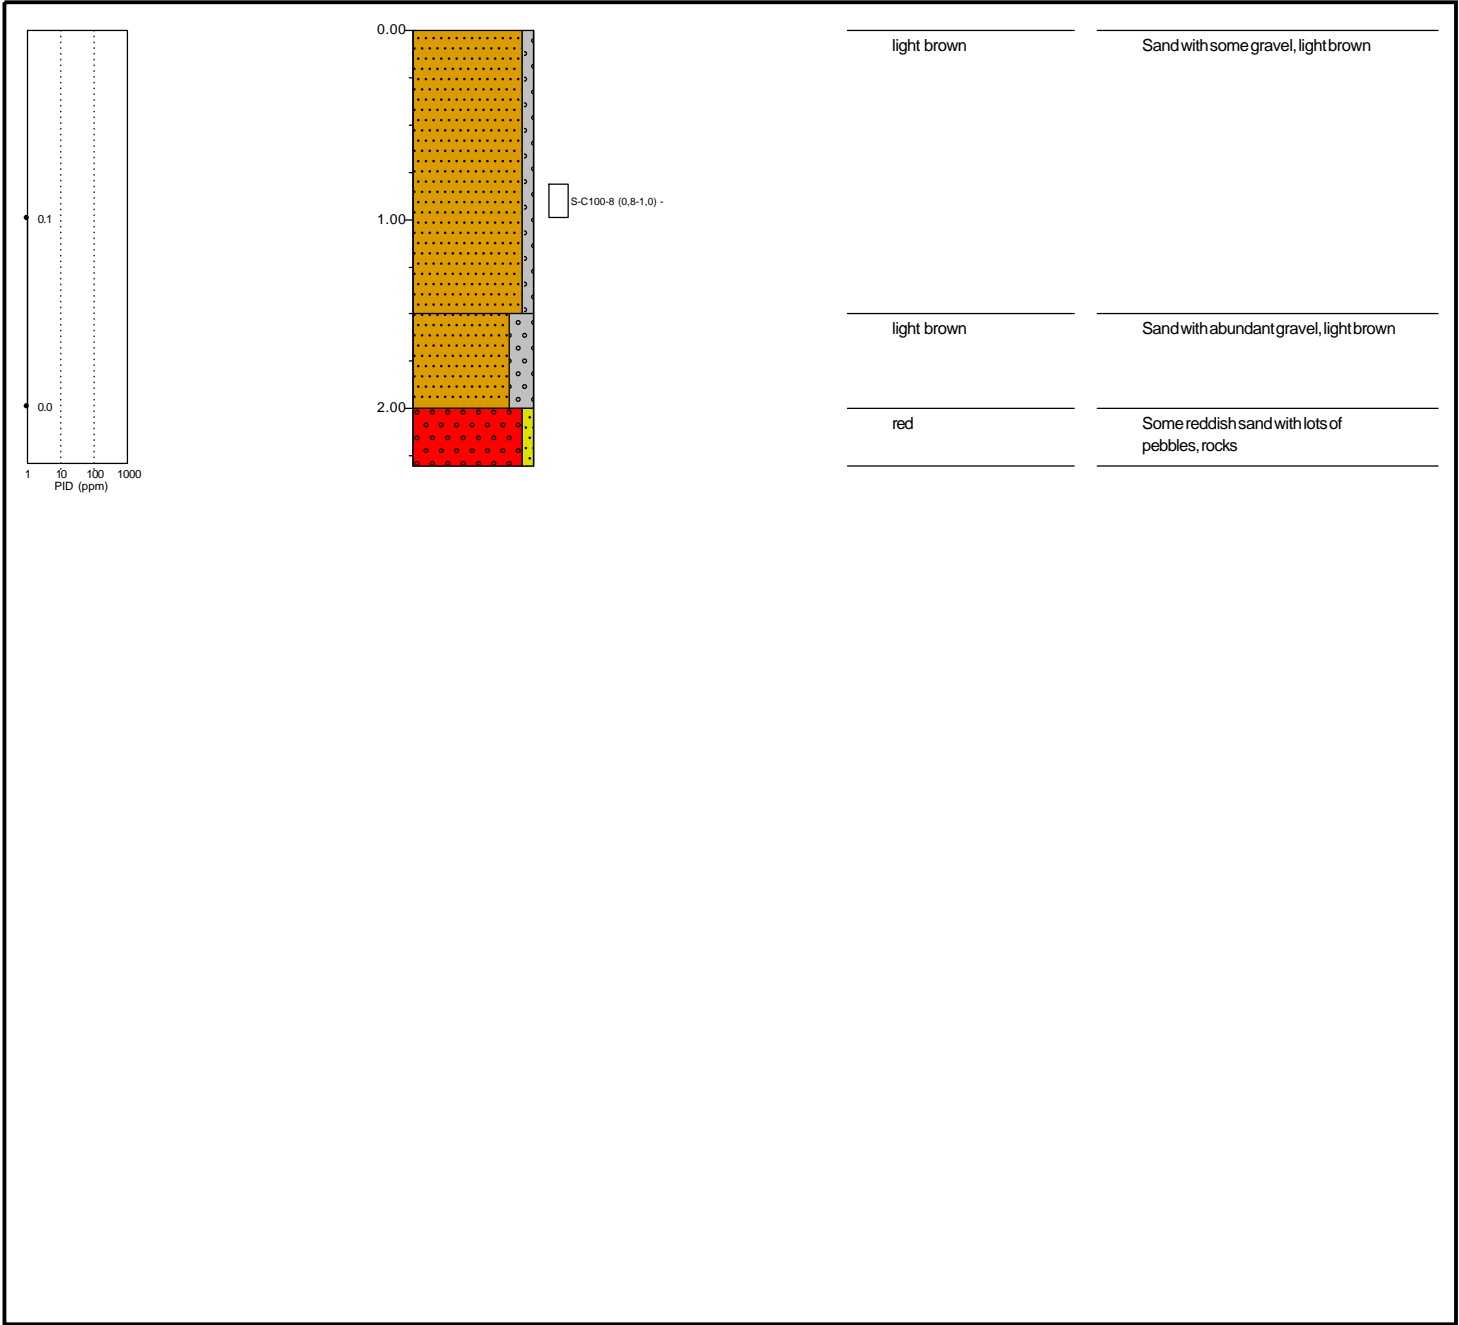 0.00
light brown
Sand with some gravel, light brown
S-C100-8 (0,8-1,0) -
0.1
1.00
light brown
Sand with abundant gravel, light brown
0.0
2.00
red
Some reddish sand with lots of
pebbles, rocks
1 10 100 1000
PID (ppm)